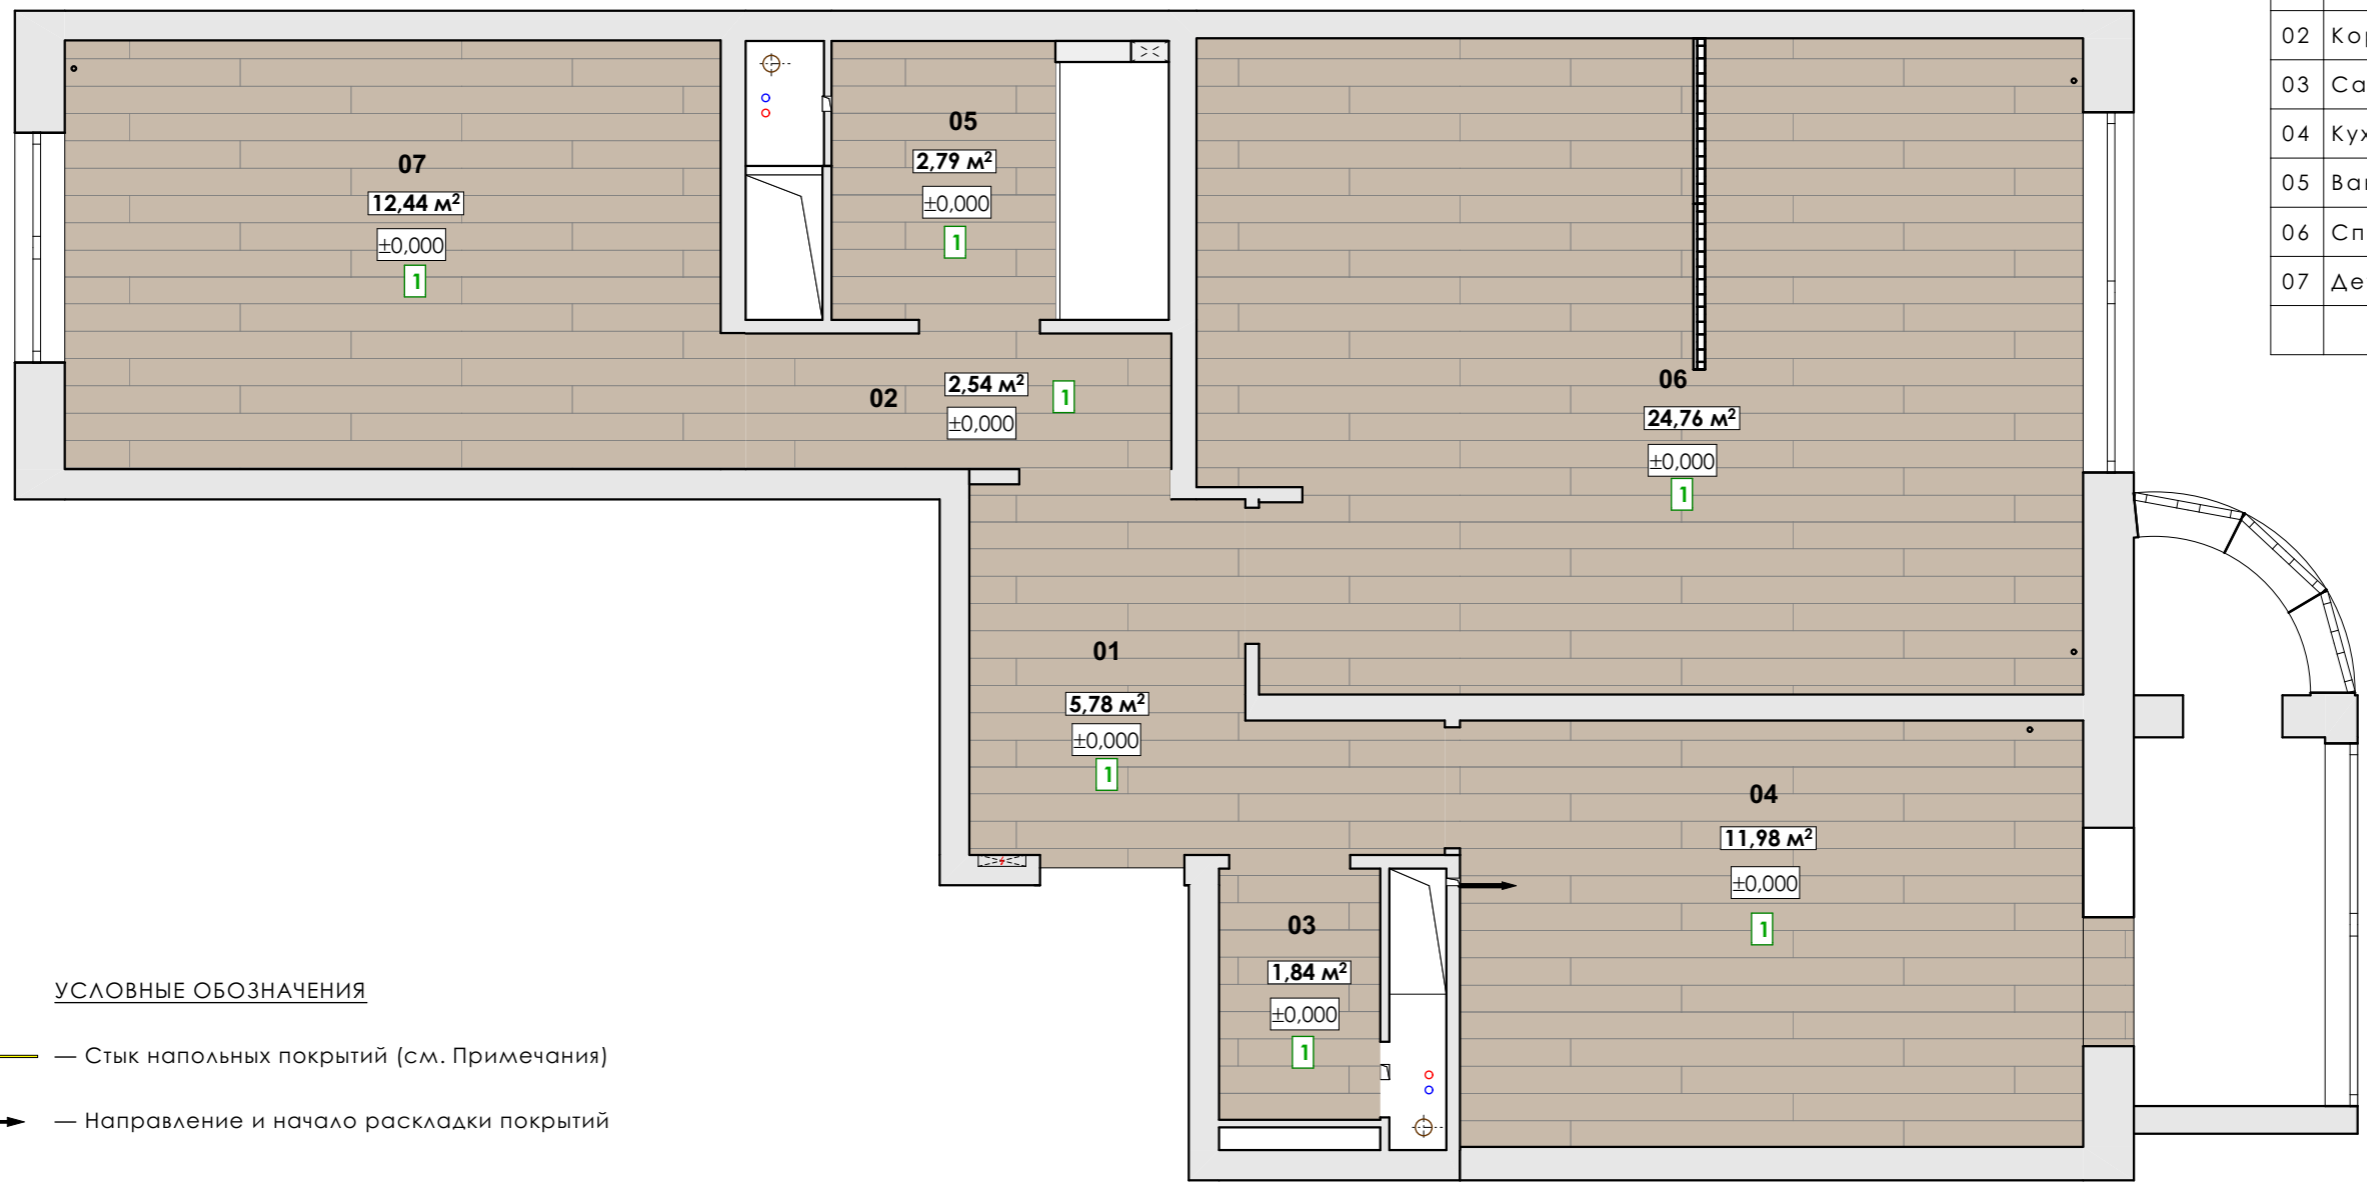 02 Ко
03 Са
04 Ку
05 Ва
06 Сп
07 Де
07
12,44 м²
±0,000
1
05
2,79 м²
±0,000
1
02
2,54 м²
±0,000
1
06
24,76 м²
±0,000
1
01
5,78 м²
±0,000
1
04
11,98 м²
±0,000
1
03
1,84 м²
±0,000
1
УСЛОВНЫЕ ОБОЗНАЧЕНИЯ
— Стык напольных покрытий (см. Примечания)
— Направление и начало раскладки покрытий